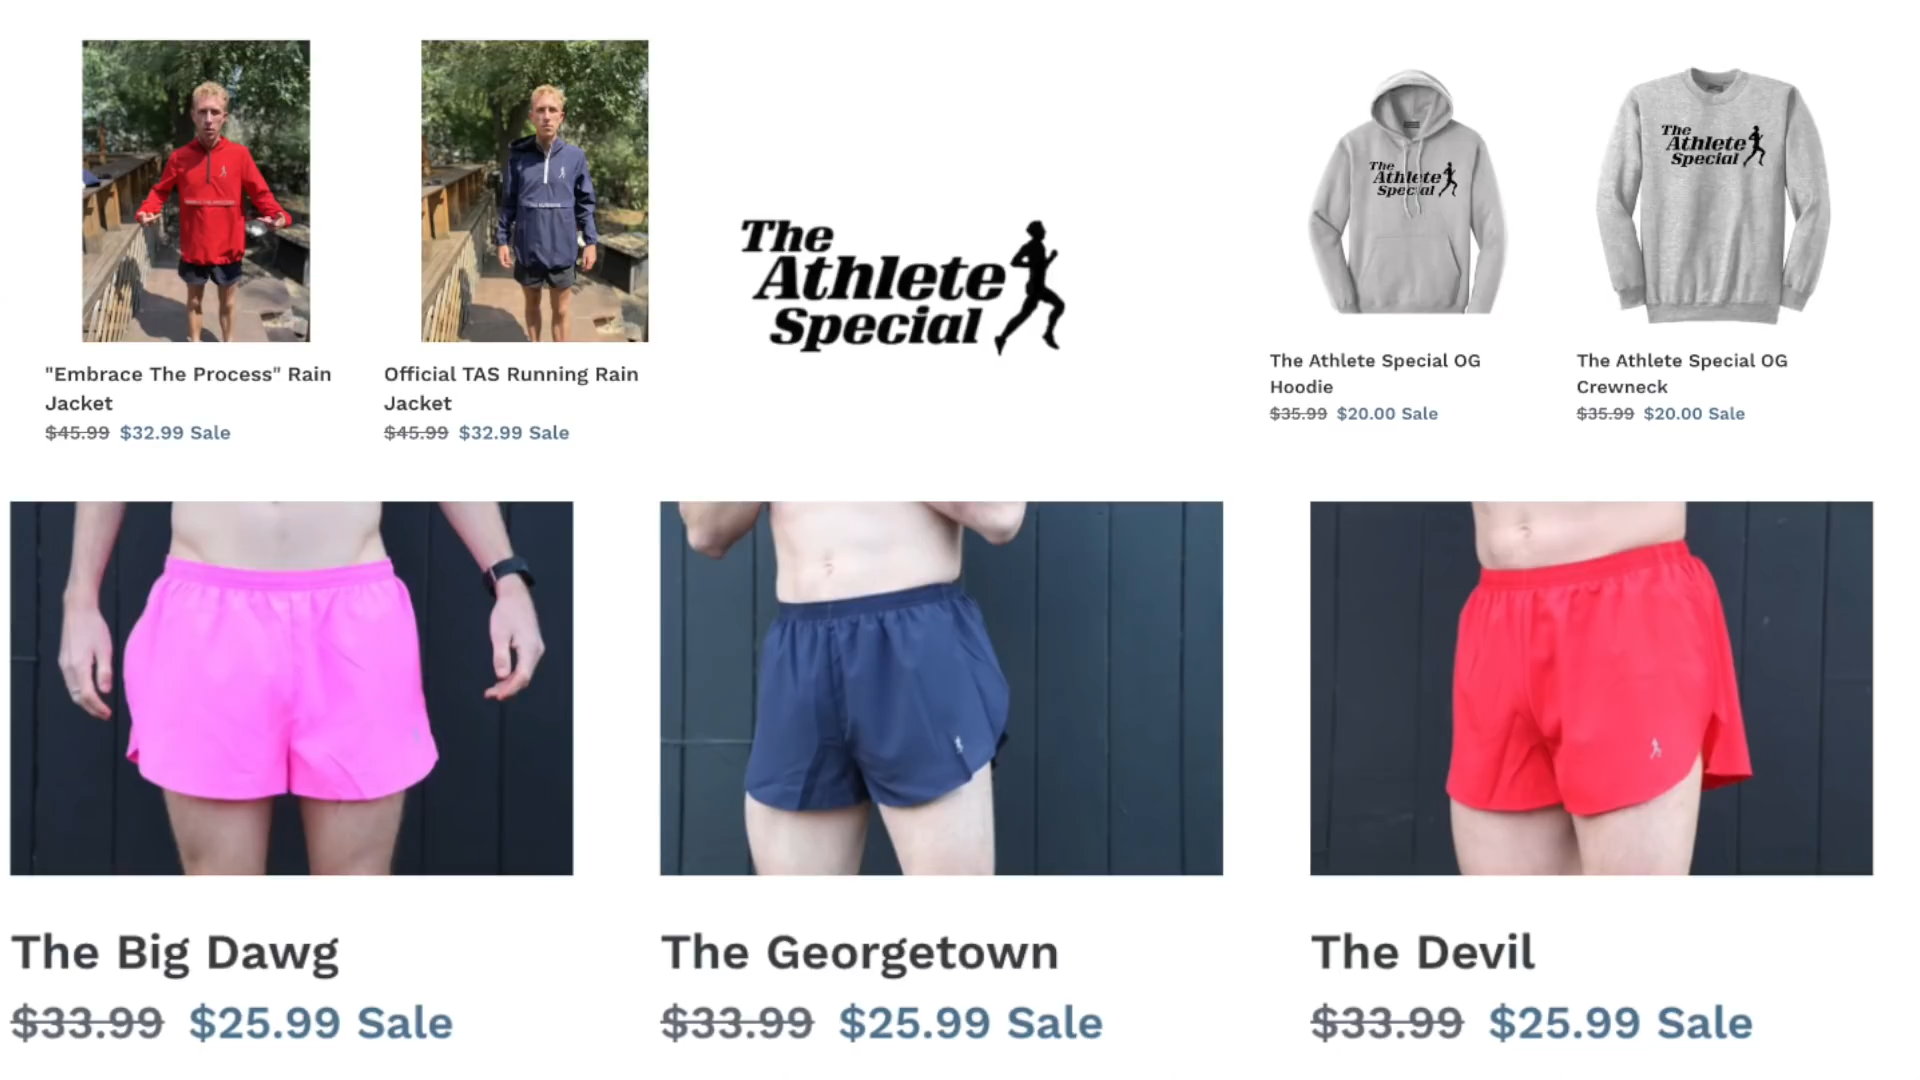 "Embrace The Process" Rain
Jacket
$45.99 $32.99 Sale
Official TAS Running Rain
Jacket
$45.99 $32.99 Sale
The
Athlete
Special
The
Athlete
Special
The Athlete Special OG
Hoodie
$35.99 $20.00 Sale
The
Athlete
Special
The Athlete Special OG
Crewneck
$35.99 $20.00 Sale
The Big Dawg
$33.99 $25.99 Sale
The Georgetown
$33.99 $25.99 Sale
The Devil
$33.99 $25.99 Sale